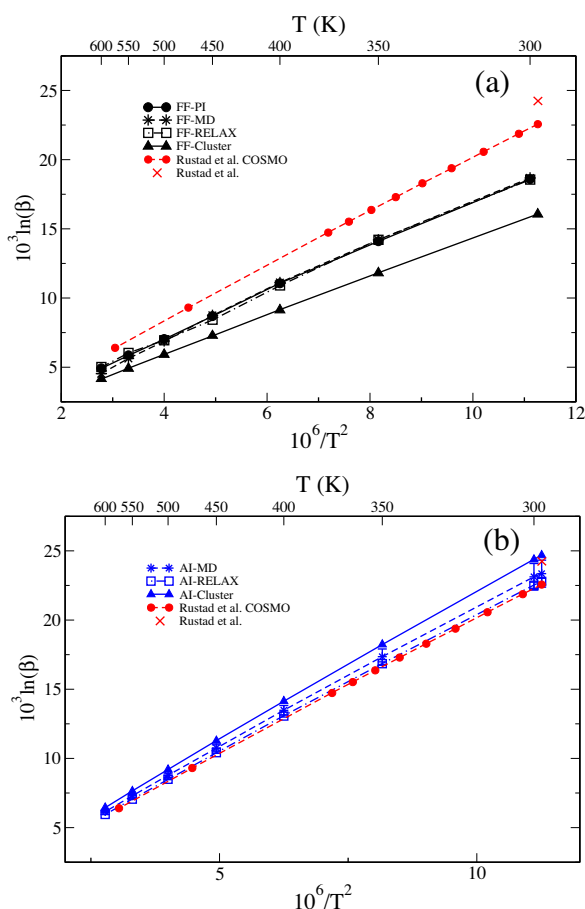 T (K)
600 550 500 450 400 350 300
(a)
25
20
15
10
5
10³ln(β)
FF-PI
FF-MD
FF-RELAX
FF-Cluster
Rustad et al. COSMO
Rustad et al.
2 4 6 8 10 12
10⁶/T²
T (K)
600 550 500 450 400 350 300
(b)
25
20
15
10
5
10³ln(β)
AI-MD
AI-RELAX
AI-Cluster
Rustad et al. COSMO
Rustad et al.
5 10
10⁶/T²